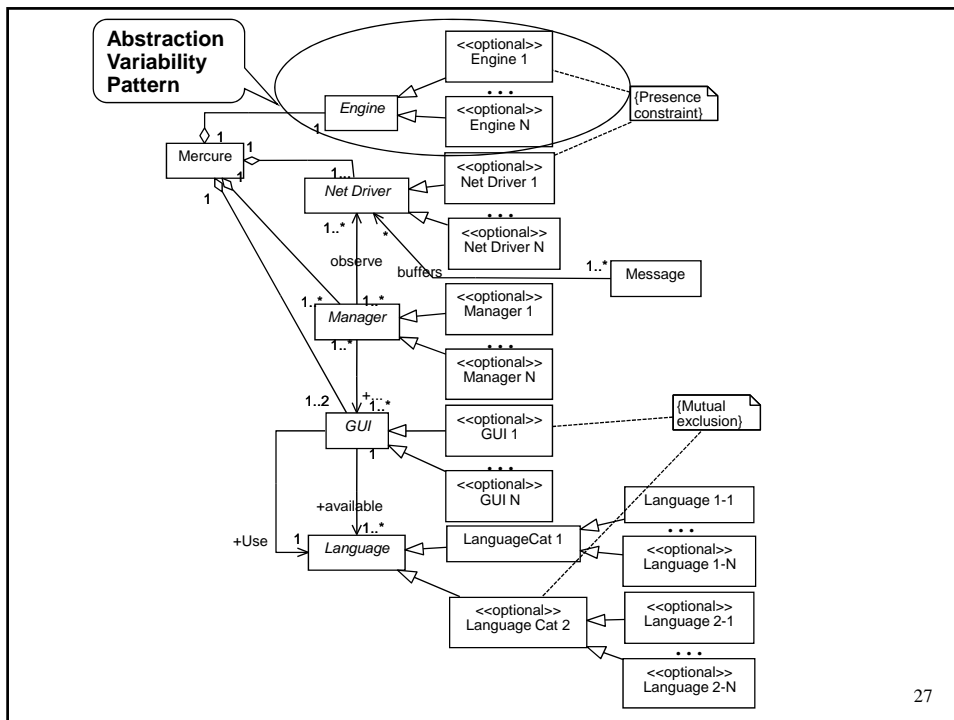 Abstraction
Variability
Pattern
<<optional>>
Engine 1
. . .
Engine
<<optional>>
Engine N
{Presence
constraint}
1
1
Mercure
1
1
1
1...
Net Driver
<<optional>>
Net Driver 1
. . .
<<optional>>
Net Driver N
1..*
*
observe
buffers
1..*
Message
1..*
1..*
Manager
1..*
<<optional>>
Manager 1
. . .
<<optional>>
Manager N
1..2
+...
1..*
GUI
1
<<optional>>
GUI 1
. . .
<<optional>>
GUI N
{Mutual
exclusion}
+available
+Use
1
1..*
Language
LanguageCat 1
Language 1-1
. . .
<<optional>>
Language 1-N
<<optional>>
Language Cat 2
<<optional>>
Language 2-1
. . .
<<optional>>
Language 2-N
27